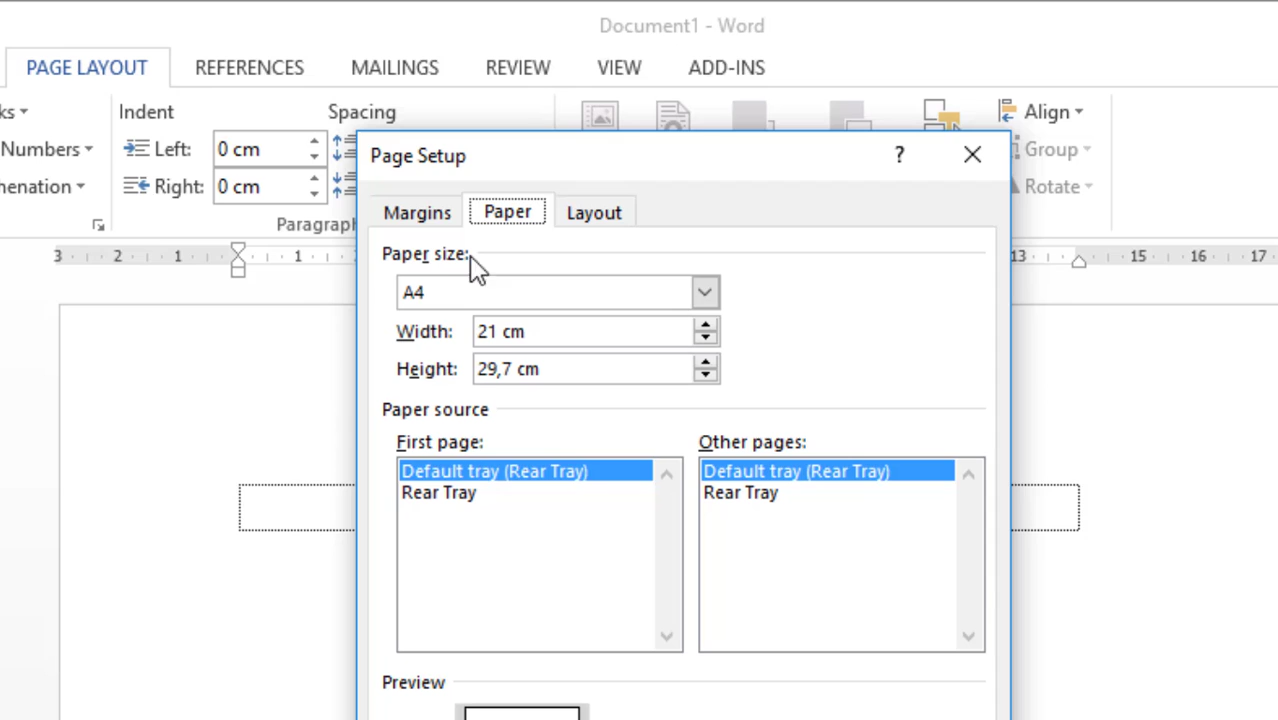 Document1 - Word
PAGE LAYOUT REFERENCES MAILINGS REVIEW VIEW ADD-INS
ks Indent Spacing Align
Numbers Left: 0 cm Group
henation Right: 0 cm Rotate
Paragraph
3 2 1 1 13 15 16 17
Page Setup ?
Margins Paper Layout
Paper size:
A4
Width: 21 cm
Height: 29,7 cm
Paper source
First page: Other pages:
Default tray (Rear Tray) Default tray (Rear Tray)
Rear Tray Rear Tray
Preview